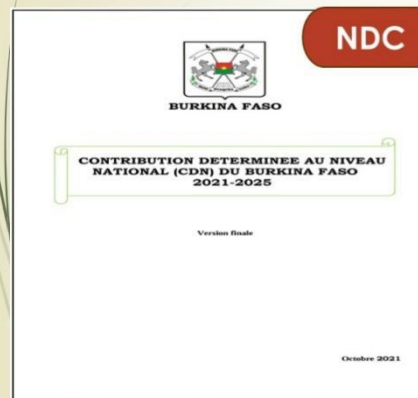 NDC
BURKINA FASO
CONTRIBUTION DETERMINEE AU NIVEAU
NATIONAL (CDN) DU BURKINA FASO
2021-2025
Version finale
Octobre 2021